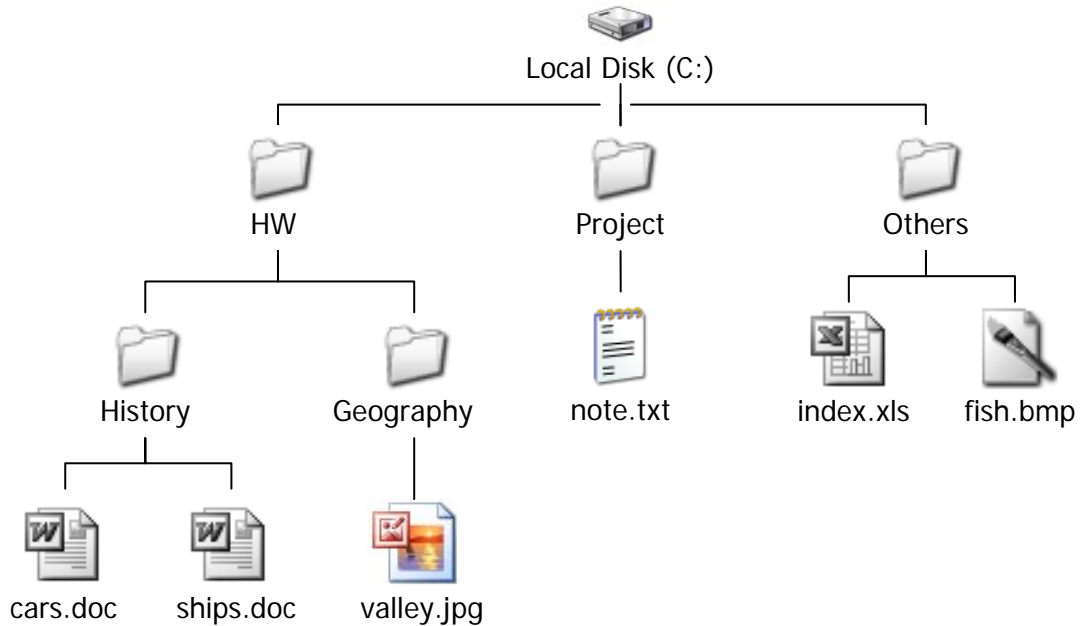 Local Disk (C:)
HW
Project
Others
History
Geography
note.txt
index.xls
fish.bmp
cars.doc
ships.doc
valley.jpg